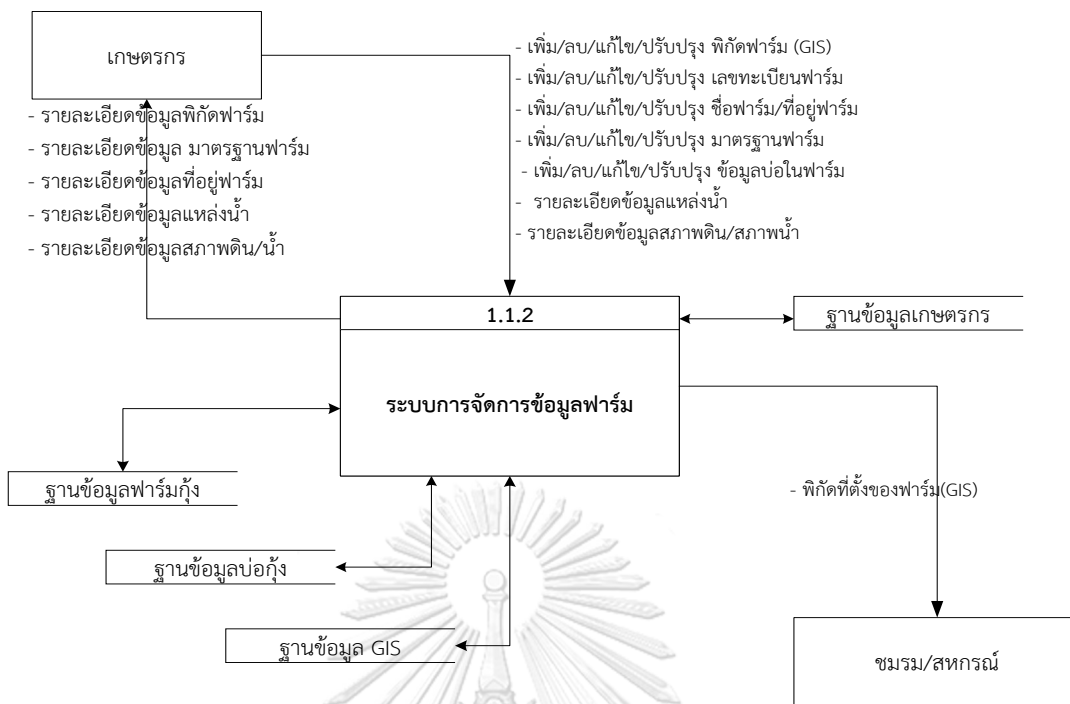 เกษตรกร
- เพิ่ม/ลบ/แก้ไข/ปรับปรุง พิกัดฟาร์ม (GIS)
- เพิ่ม/ลบ/แก้ไข/ปรับปรุง เลขทะเบียนฟาร์ม
- เพิ่ม/ลบ/แก้ไข/ปรับปรุง ชื่อฟาร์ม/ที่อยู่ฟาร์ม
- เพิ่ม/ลบ/แก้ไข/ปรับปรุง มาตรฐานฟาร์ม
- เพิ่ม/ลบ/แก้ไข/ปรับปรุง ข้อมูลบ่อในฟาร์ม
- รายละเอียดข้อมูลแหล่งน้ำ
- รายละเอียดข้อมูลสภาพดิน/สภาพน้ำ
- รายละเอียดข้อมูลพิกัดฟาร์ม
- รายละเอียดข้อมูล มาตรฐานฟาร์ม
- รายละเอียดข้อมูลที่อยู่ฟาร์ม
- รายละเอียดข้อมูลแหล่งน้ำ
- รายละเอียดข้อมูลสภาพดิน/น้ำ
1.1.2
ระบบการจัดการข้อมูลฟาร์ม
ฐานข้อมูลเกษตรกร
ฐานข้อมูลฟาร์มกุ้ง
- พิกัดที่ตั้งของฟาร์ม(GIS)
ฐานข้อมูลบ่อกุ้ง
ฐานข้อมูล GIS
ชมรม/สหกรณ์